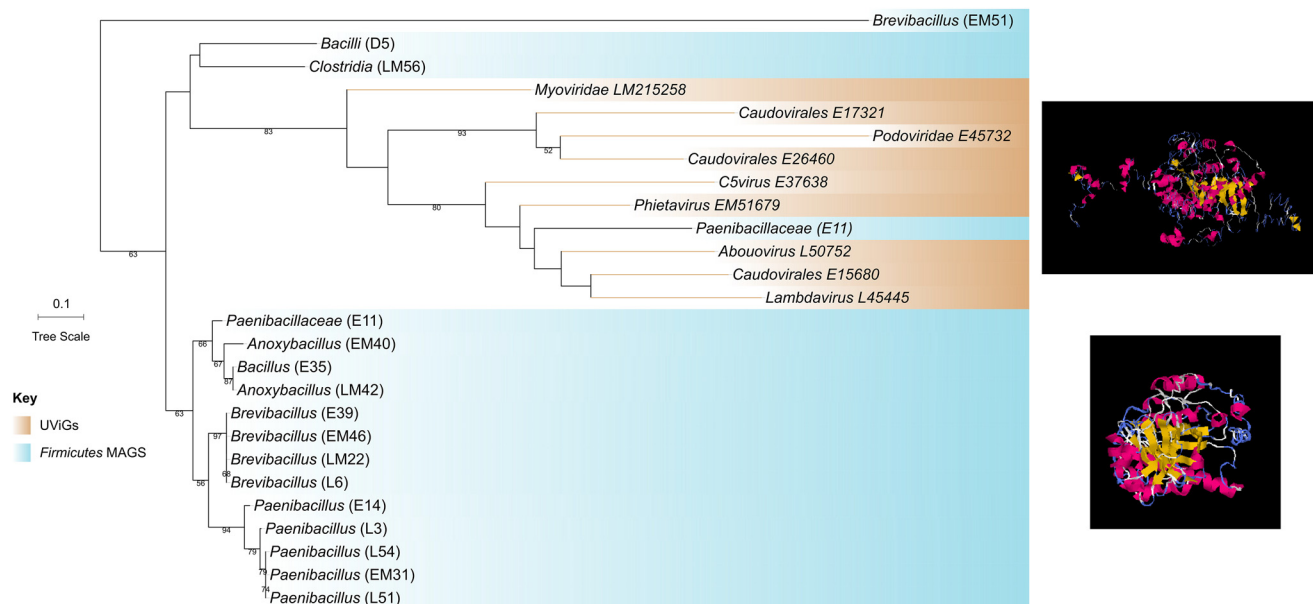 Brevibacillus (EM51)
Bacilli (D5)
Clostridia (LM56)
Myoviridae LM215258
83
Caudovirales E17321
93
Podoviridae E45732
52
Caudovirales E26460
C5virus E37638
Phietavirus EM51679
80
Paenibacillaceae (E11)
Abouovirus L50752
63
Caudovirales E15680
Lambdavirus L45445
0.1
Tree Scale
Paenibacillaceae (E11)
66
Anoxybacillus (EM40)
67
Bacillus (E35)
87
Anoxybacillus (LM42)
Key
UViGs
Firmicutes MAGS
63
Brevibacillus (E39)
97
Brevibacillus (EM46)
Brevibacillus (LM22)
68
Brevibacillus (L6)
56
Paenibacillus (E14)
94
Paenibacillus (L3)
79
Paenibacillus (L54)
79
Paenibacillus (EM31)
74
Paenibacillus (L51)